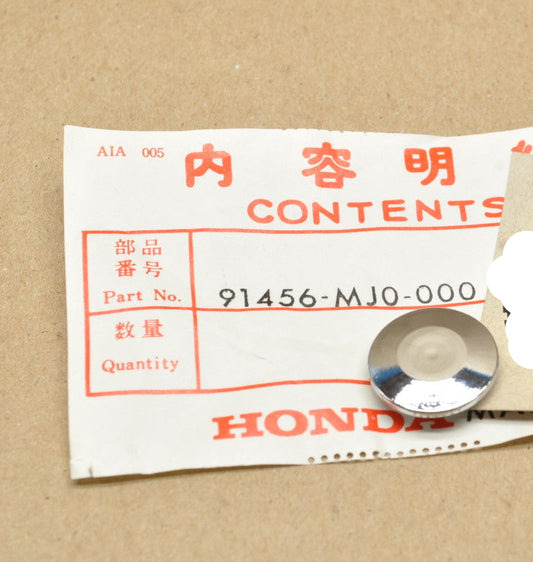 AIA 005
内容明
CONTENTS
部品
番号
Part No.
91456-MJ0-000
数量
Quantity
HONDA